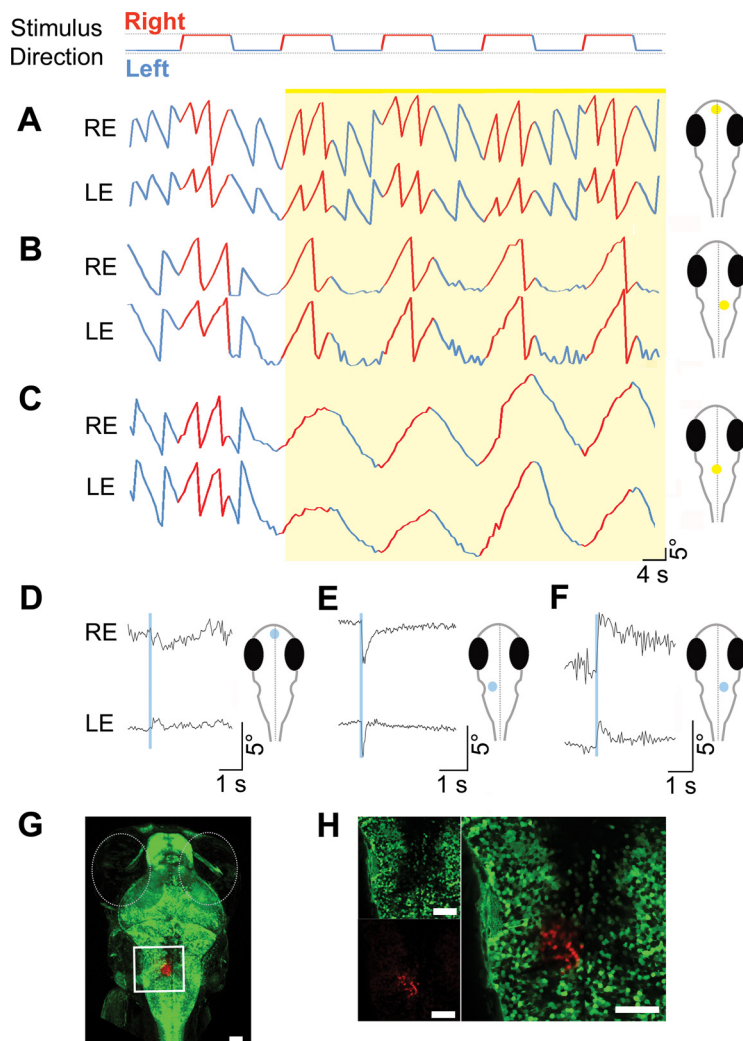 Stimulus
Direction
Right
Left
A
RE
LE
B
RE
LE
C
RE
LE
5°
4 s
D
RE
LE
5°
1 s
E
5°
1 s
F
5°
1 s
G
H